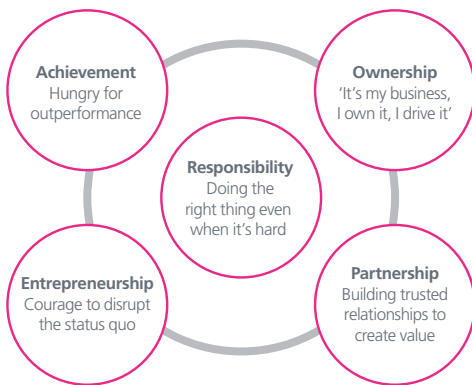 Achievement
Hungry for
outperformance
Ownership
‘It’s my business,
I own it, I drive it’
Responsibility
Doing the
right thing even
when it’s hard
Entrepreneurship
Courage to disrupt
the status quo
Partnership
Building trusted
relationships to
create value